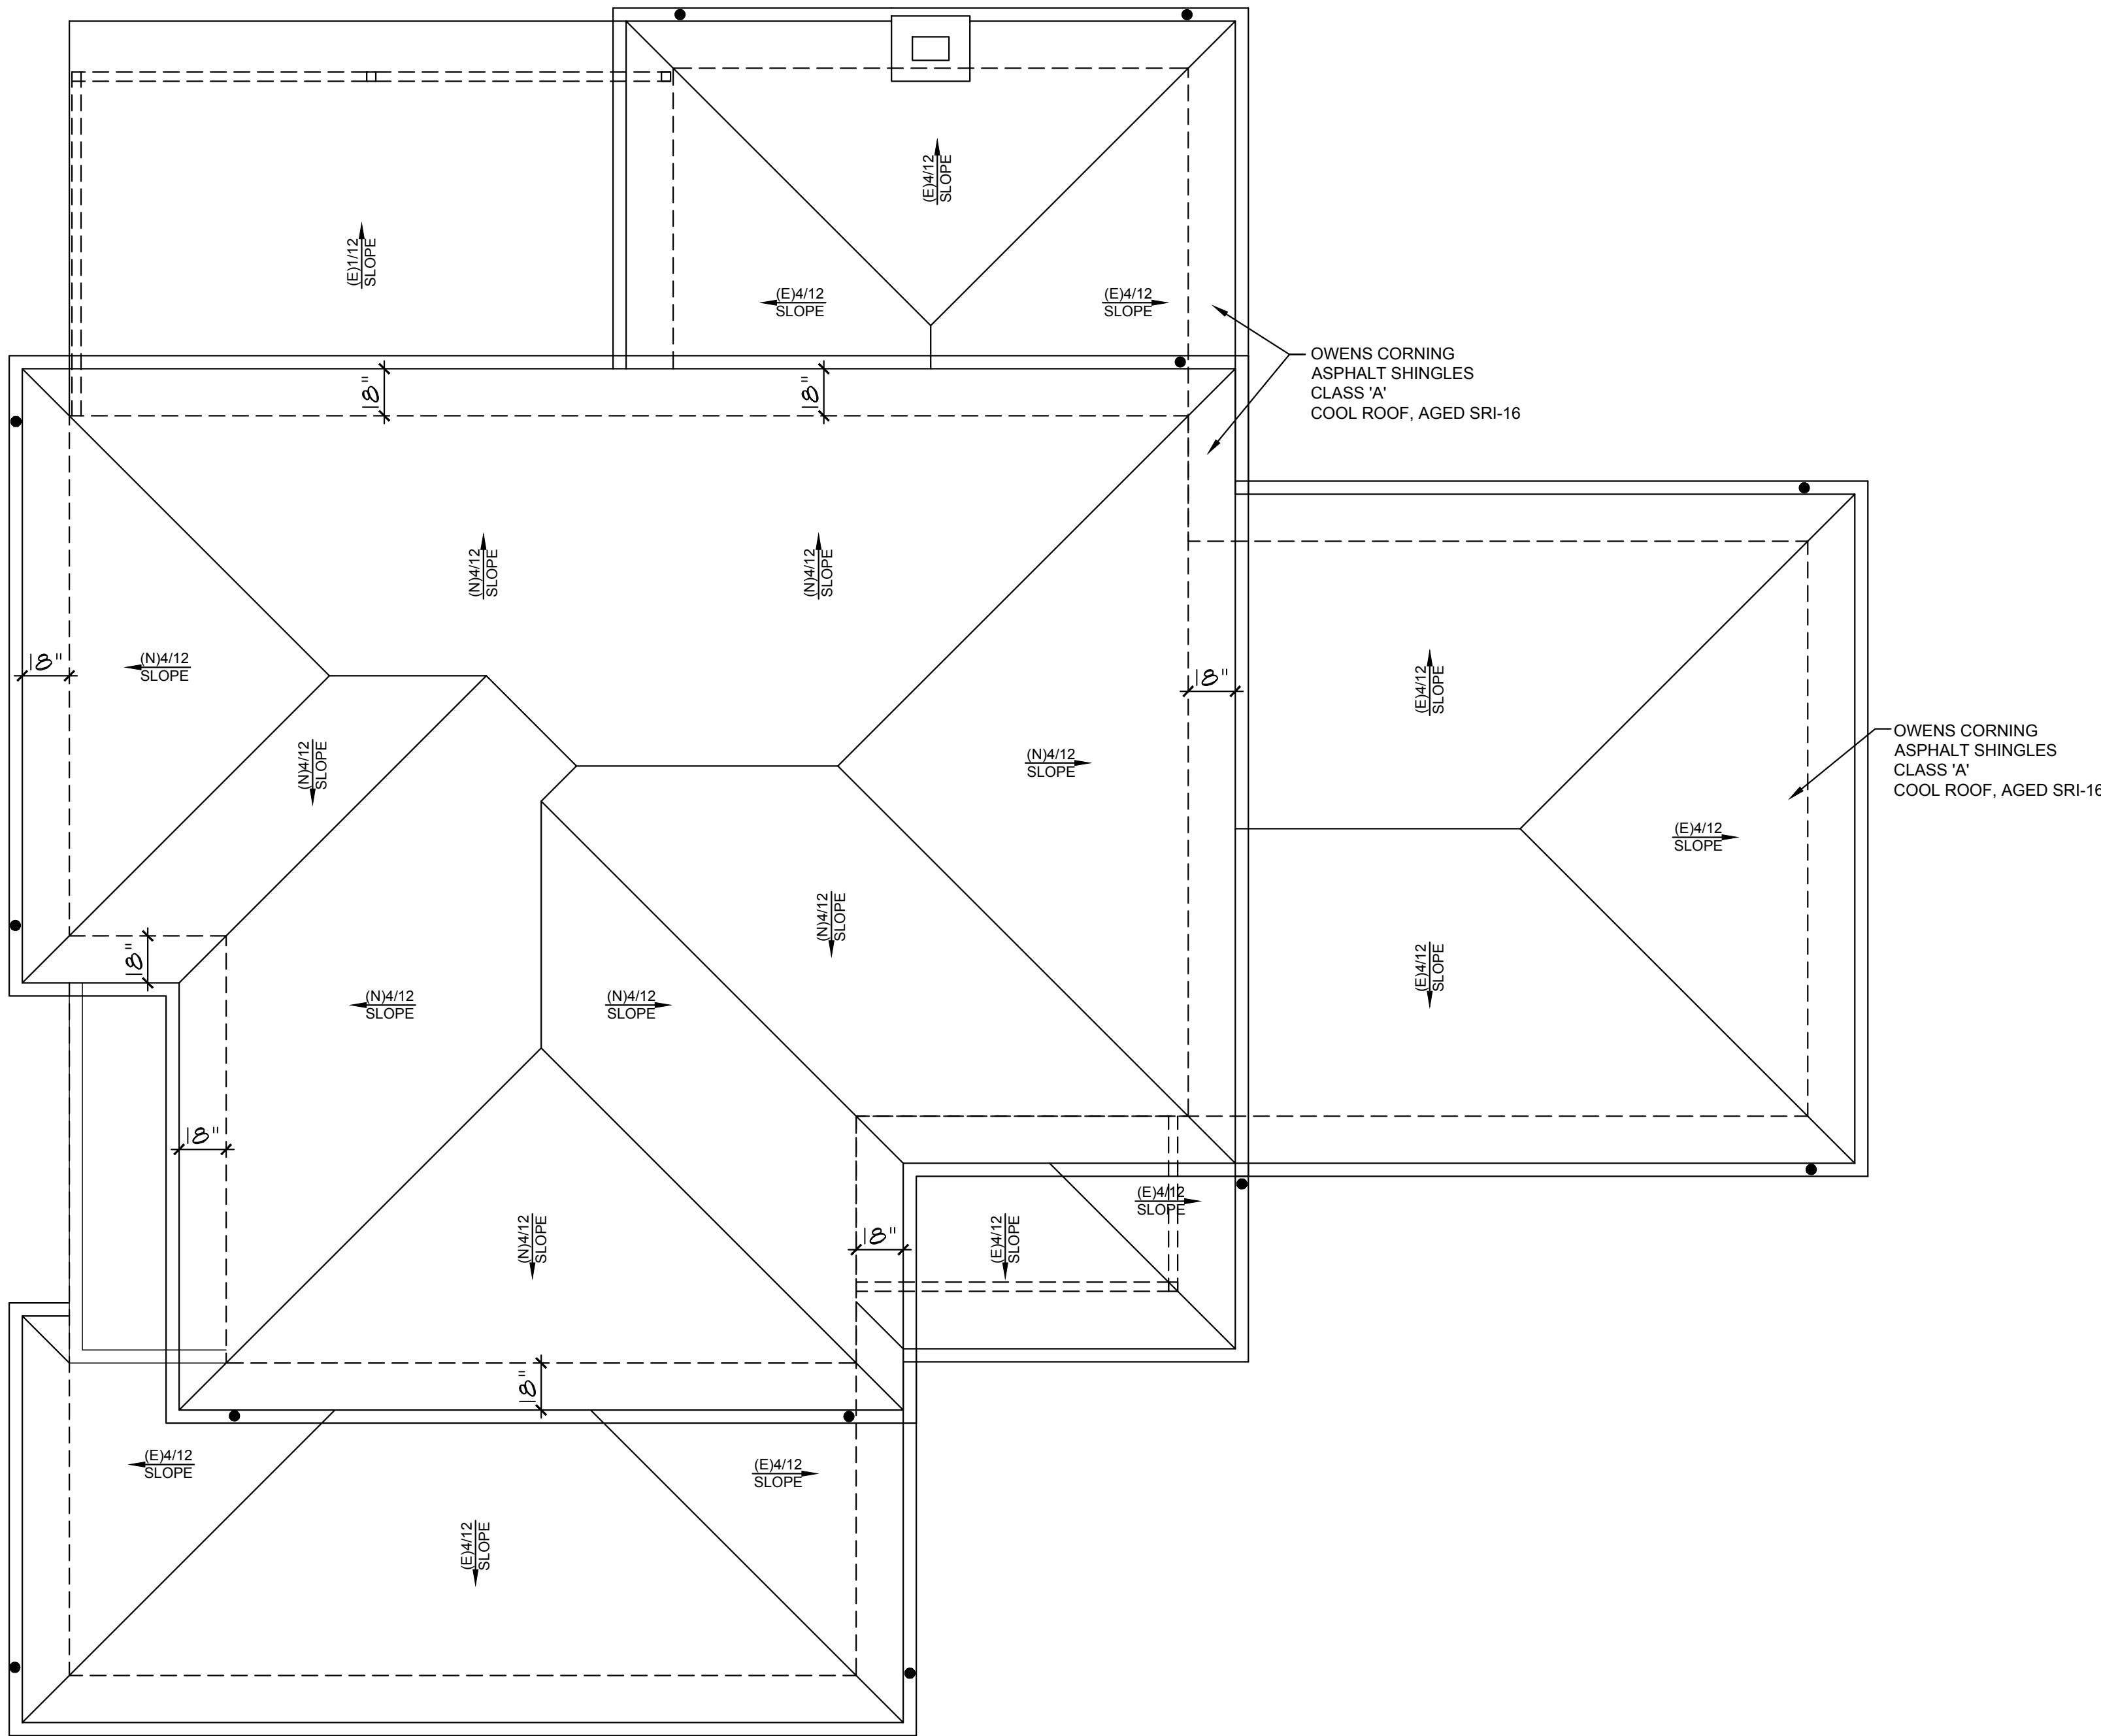 (E)4/12
SLOPE
(E)1/12
SLOPE
(E)4/12
SLOPE
(E)4/12
SLOPE
OWENS CORNING
ASPHALT SHINGLES
CLASS 'A'
COOL ROOF, AGED SRI-16
18"
18"
(N)4/12
SLOPE
(N)4/12
SLOPE
18"
(N)4/12
SLOPE
18"
(E)4/12
SLOPE
(N)4/12
SLOPE
(N)4/12
SLOPE
OWENS CORNING
ASPHALT SHINGLES
CLASS 'A'
COOL ROOF, AGED SRI-16
(E)4/12
SLOPE
(N)4/12
SLOPE
18"
(E)4/12
SLOPE
(N)4/12
SLOPE
(N)4/12
SLOPE
18"
(E)4/12
SLOPE
(N)4/12
SLOPE
18"
(E)4/12
SLOPE
18"
(E)4/12
SLOPE
(E)4/12
SLOPE
(E)4/12
SLOPE